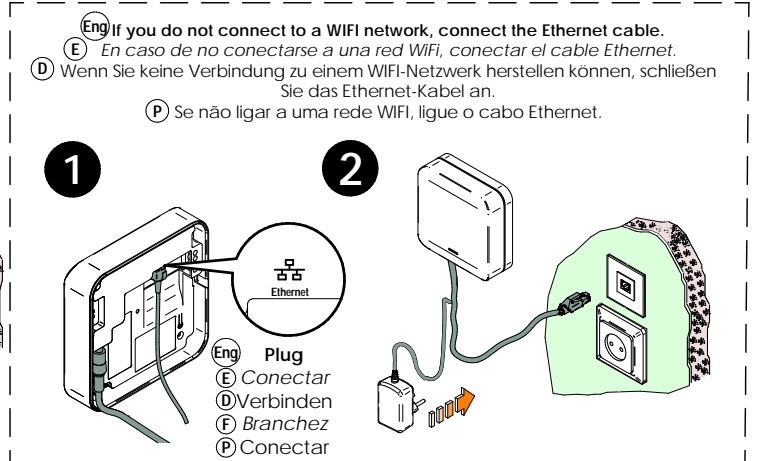 Eng If you do not connect to a WIFI network, connect the Ethernet cable.
E En caso de no conectarse a una red WiFi, conectar el cable Ethernet.
D Wenn Sie keine Verbindung zu einem WIFI-Netzwerk herstellen können, schließen
Sie das Ethernet-Kabel an.
P Se não ligar a uma rede WIFI, ligue o cabo Ethernet.
1
2
Ethernet
Eng Plug
E Conectar
D Verbinden
F Branchez
P Conectar